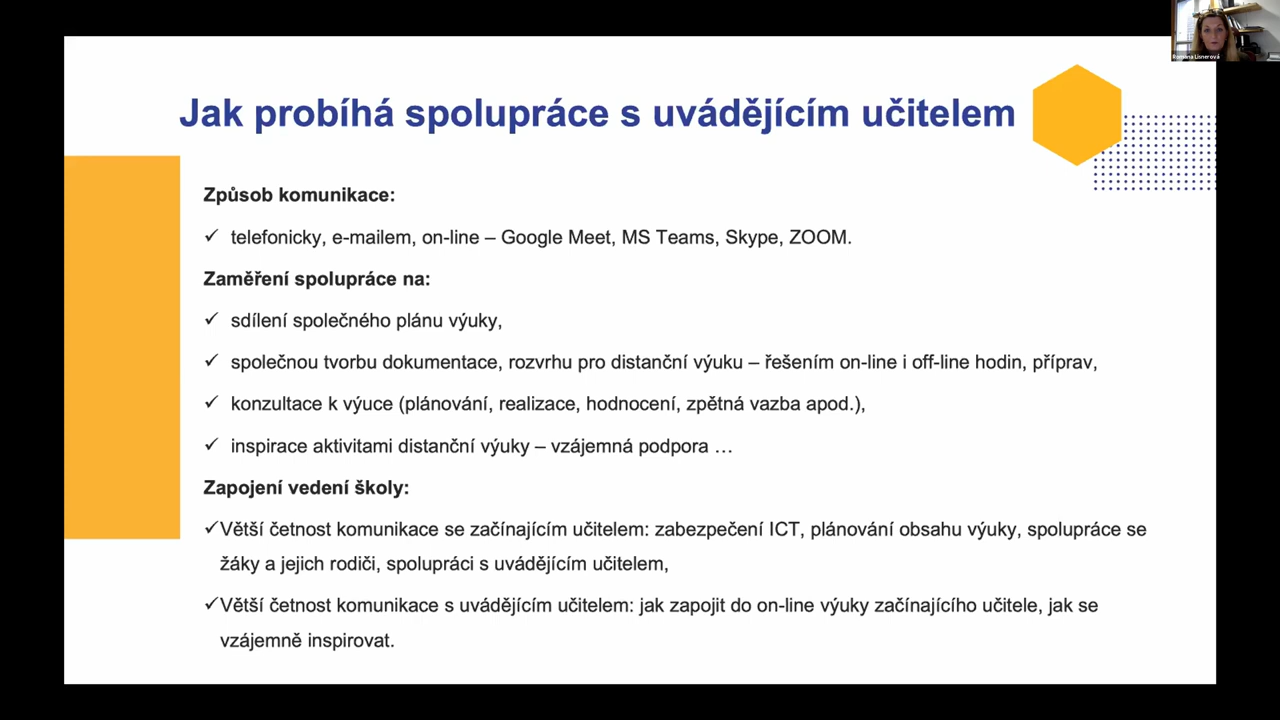 Jak probíhá spolupráce s uvádějícím učitelem
Způsob komunikace:
✓ telefonicky, e-mailem, on-line – Google Meet, MS Teams, Skype, ZOOM.
Zaměření spolupráce na:
✓ sdílení společného plánu výuky,
✓ společnou tvorbu dokumentace, rozvrhu pro distanční výuku – řešením on-line i off-line hodin, příprav,
✓ konzultace k výuce (plánování, realizace, hodnocení, zpětná vazba apod.),
✓ inspirace aktivitami distanční výuky – vzájemná podpora …
Zapojení vedení školy:
✓Větší četnost komunikace se začínajícím učitelem: zabezpečení ICT, plánování obsahu výuky, spolupráce se
žáky a jejich rodiči, spolupráci s uvádějícím učitelem,
✓Větší četnost komunikace s uvádějícím učitelem: jak zapojit do on-line výuky začínajícího učitele, jak se
vzájemně inspirovat.
Lisnerová